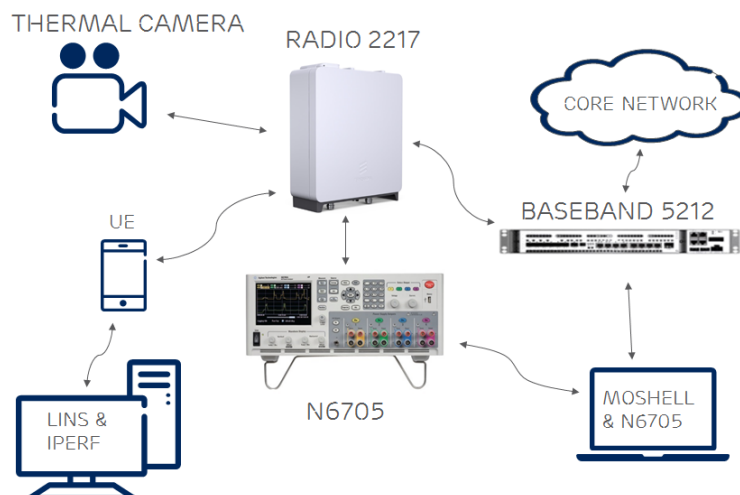 THERMAL CAMERA
RADIO 2217
CORE NETWORK
BASEBAND 5212
UE
N6705
MOSHELL
& N6705
LINS &
IPERF